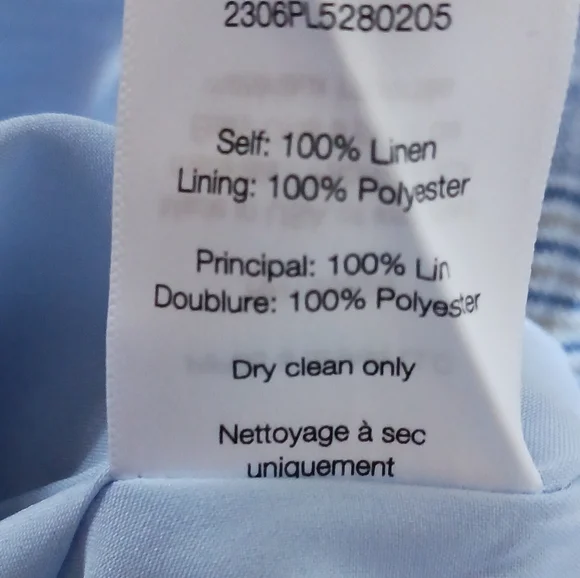 2306PL5280205
Self: 100% Linen
Lining: 100% Polyester
Principal: 100% Lin
Doublure: 100% Polyester
Dry clean only
Nettoyage à sec
uniquement